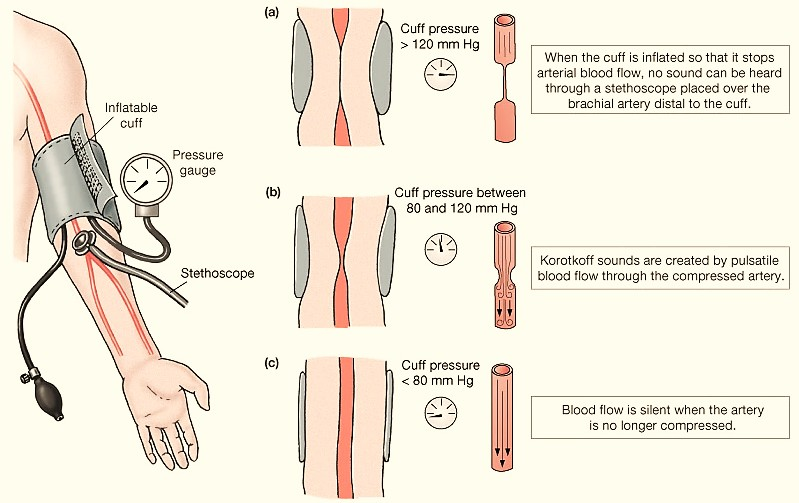 (a)
Cuff pressure
> 120 mm Hg
When the cuff is inflated so that it stops
arterial blood flow, no sound can be heard
through a stethoscope placed over the
brachial artery distal to the cuff.
Inflatable
cuff
Pressure
gauge
Stethoscope
(b)
Cuff pressure between
80 and 120 mm Hg
Korotkoff sounds are created by pulsatile
blood flow through the compressed artery.
(c)
Cuff pressure
< 80 mm Hg
Blood flow is silent when the artery
is no longer compressed.